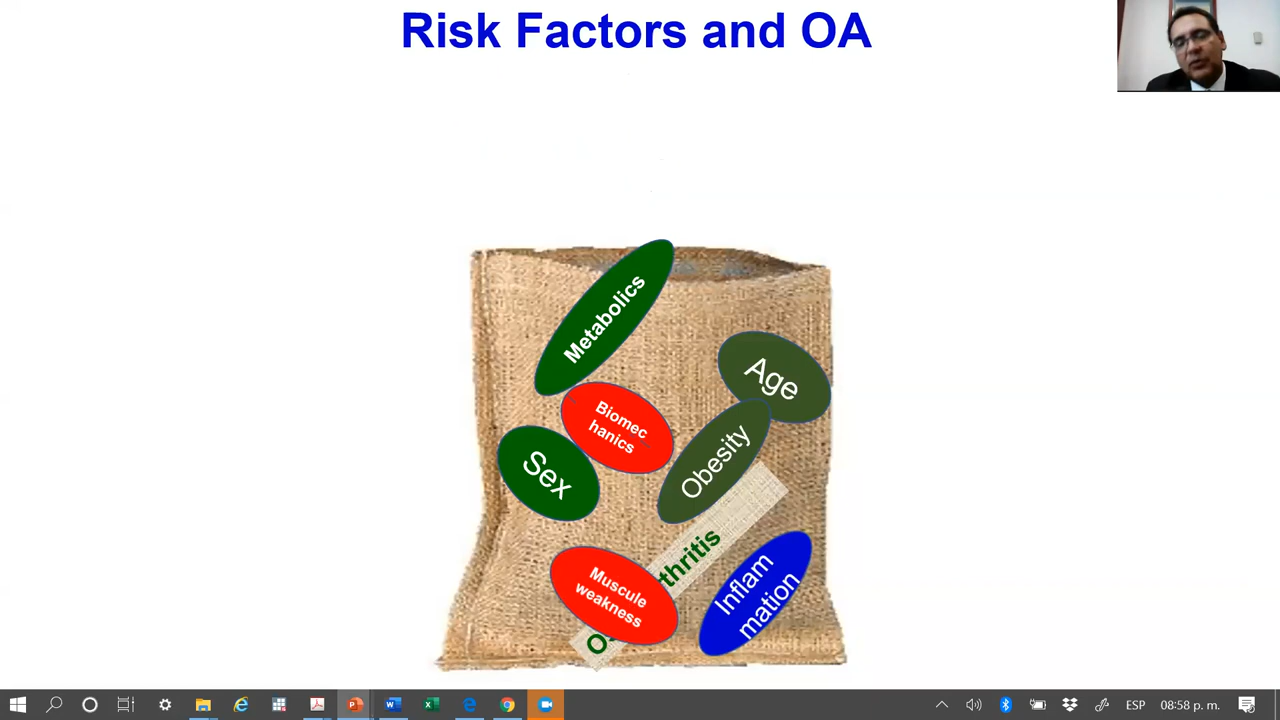 Risk Factors and OA
Metabolics
Age
Biomec
hanics
Obesity
Sex
thritis
Muscule
weakness
Inflam
mation
O
ESP
08:58 p. m.